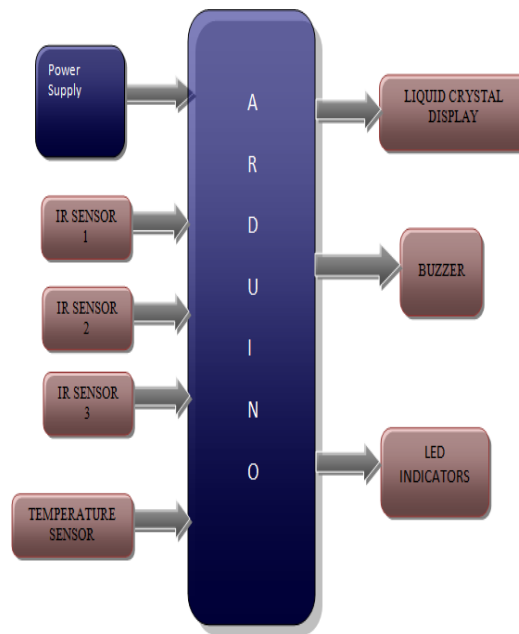 Power
Supply
IR SENSOR
1
IR SENSOR
2
IR SENSOR
3
TEMPERATURE
SENSOR
A
R
D
U
I
N
O
LIQUID CRYSTAL
DISPLAY
BUZZER
LED
INDICATORS